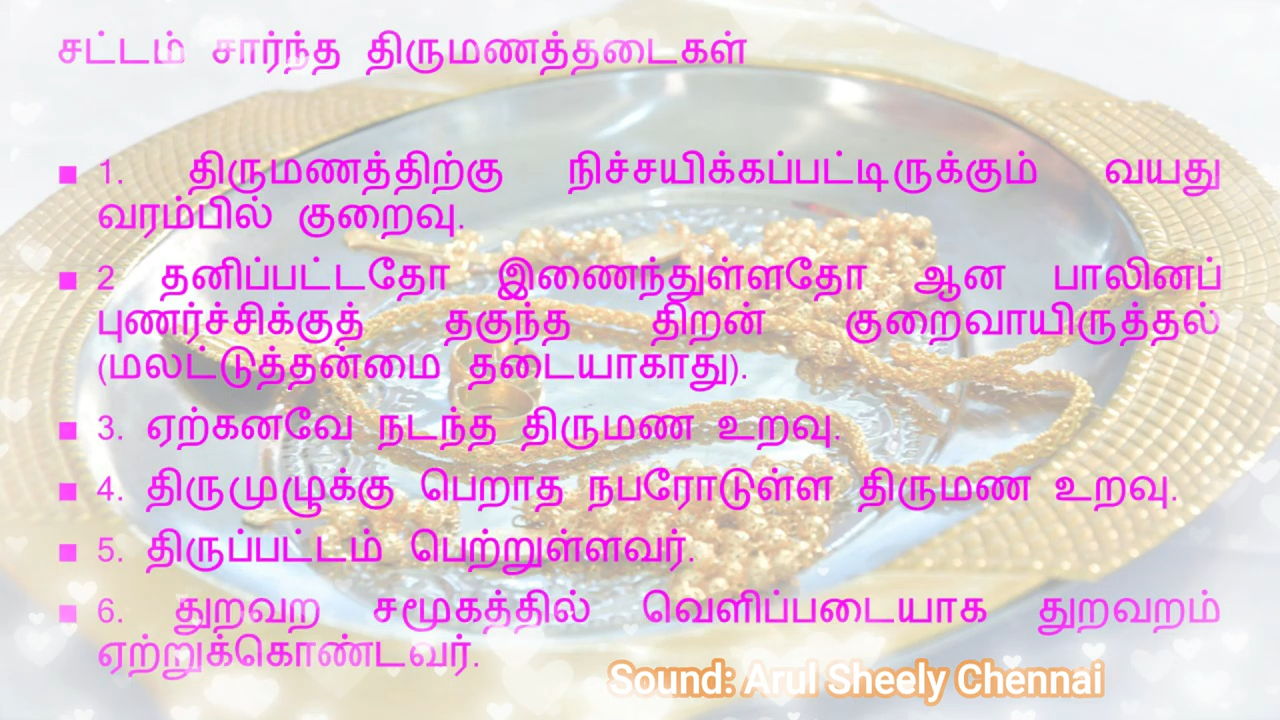 சட்டம் சார்ந்த திருமணத்தடைகள்
▪ 1. திருமணத்திற்கு நிச்சயிக்கப்பட்டிருக்கும் வயது
வரம்பில் குறைவு.
▪ 2 தனிப்பட்டதோ இணைந்துள்ளதோ ஆன பாலினப்
புணர்ச்சிக்குத் தகுந்த திறன் குறைவாயிருத்தல்
(மலட்டுத்தன்மை தடையாகாது).
▪ 3. ஏற்கனவே நடந்த திருமண உறவு.
▪ 4. திருமுழுக்கு பெறாத நபரோடுள்ள திருமண உறவு.
▪ 5. திருப்பட்டம் பெற்றுள்ளவர்.
▪ 6. துறவற சமூகத்தில் வெளிப்படையாக துறவறம்
ஏற்றுக்கொண்டவர்.
Sound: Arul Sheely Chennai